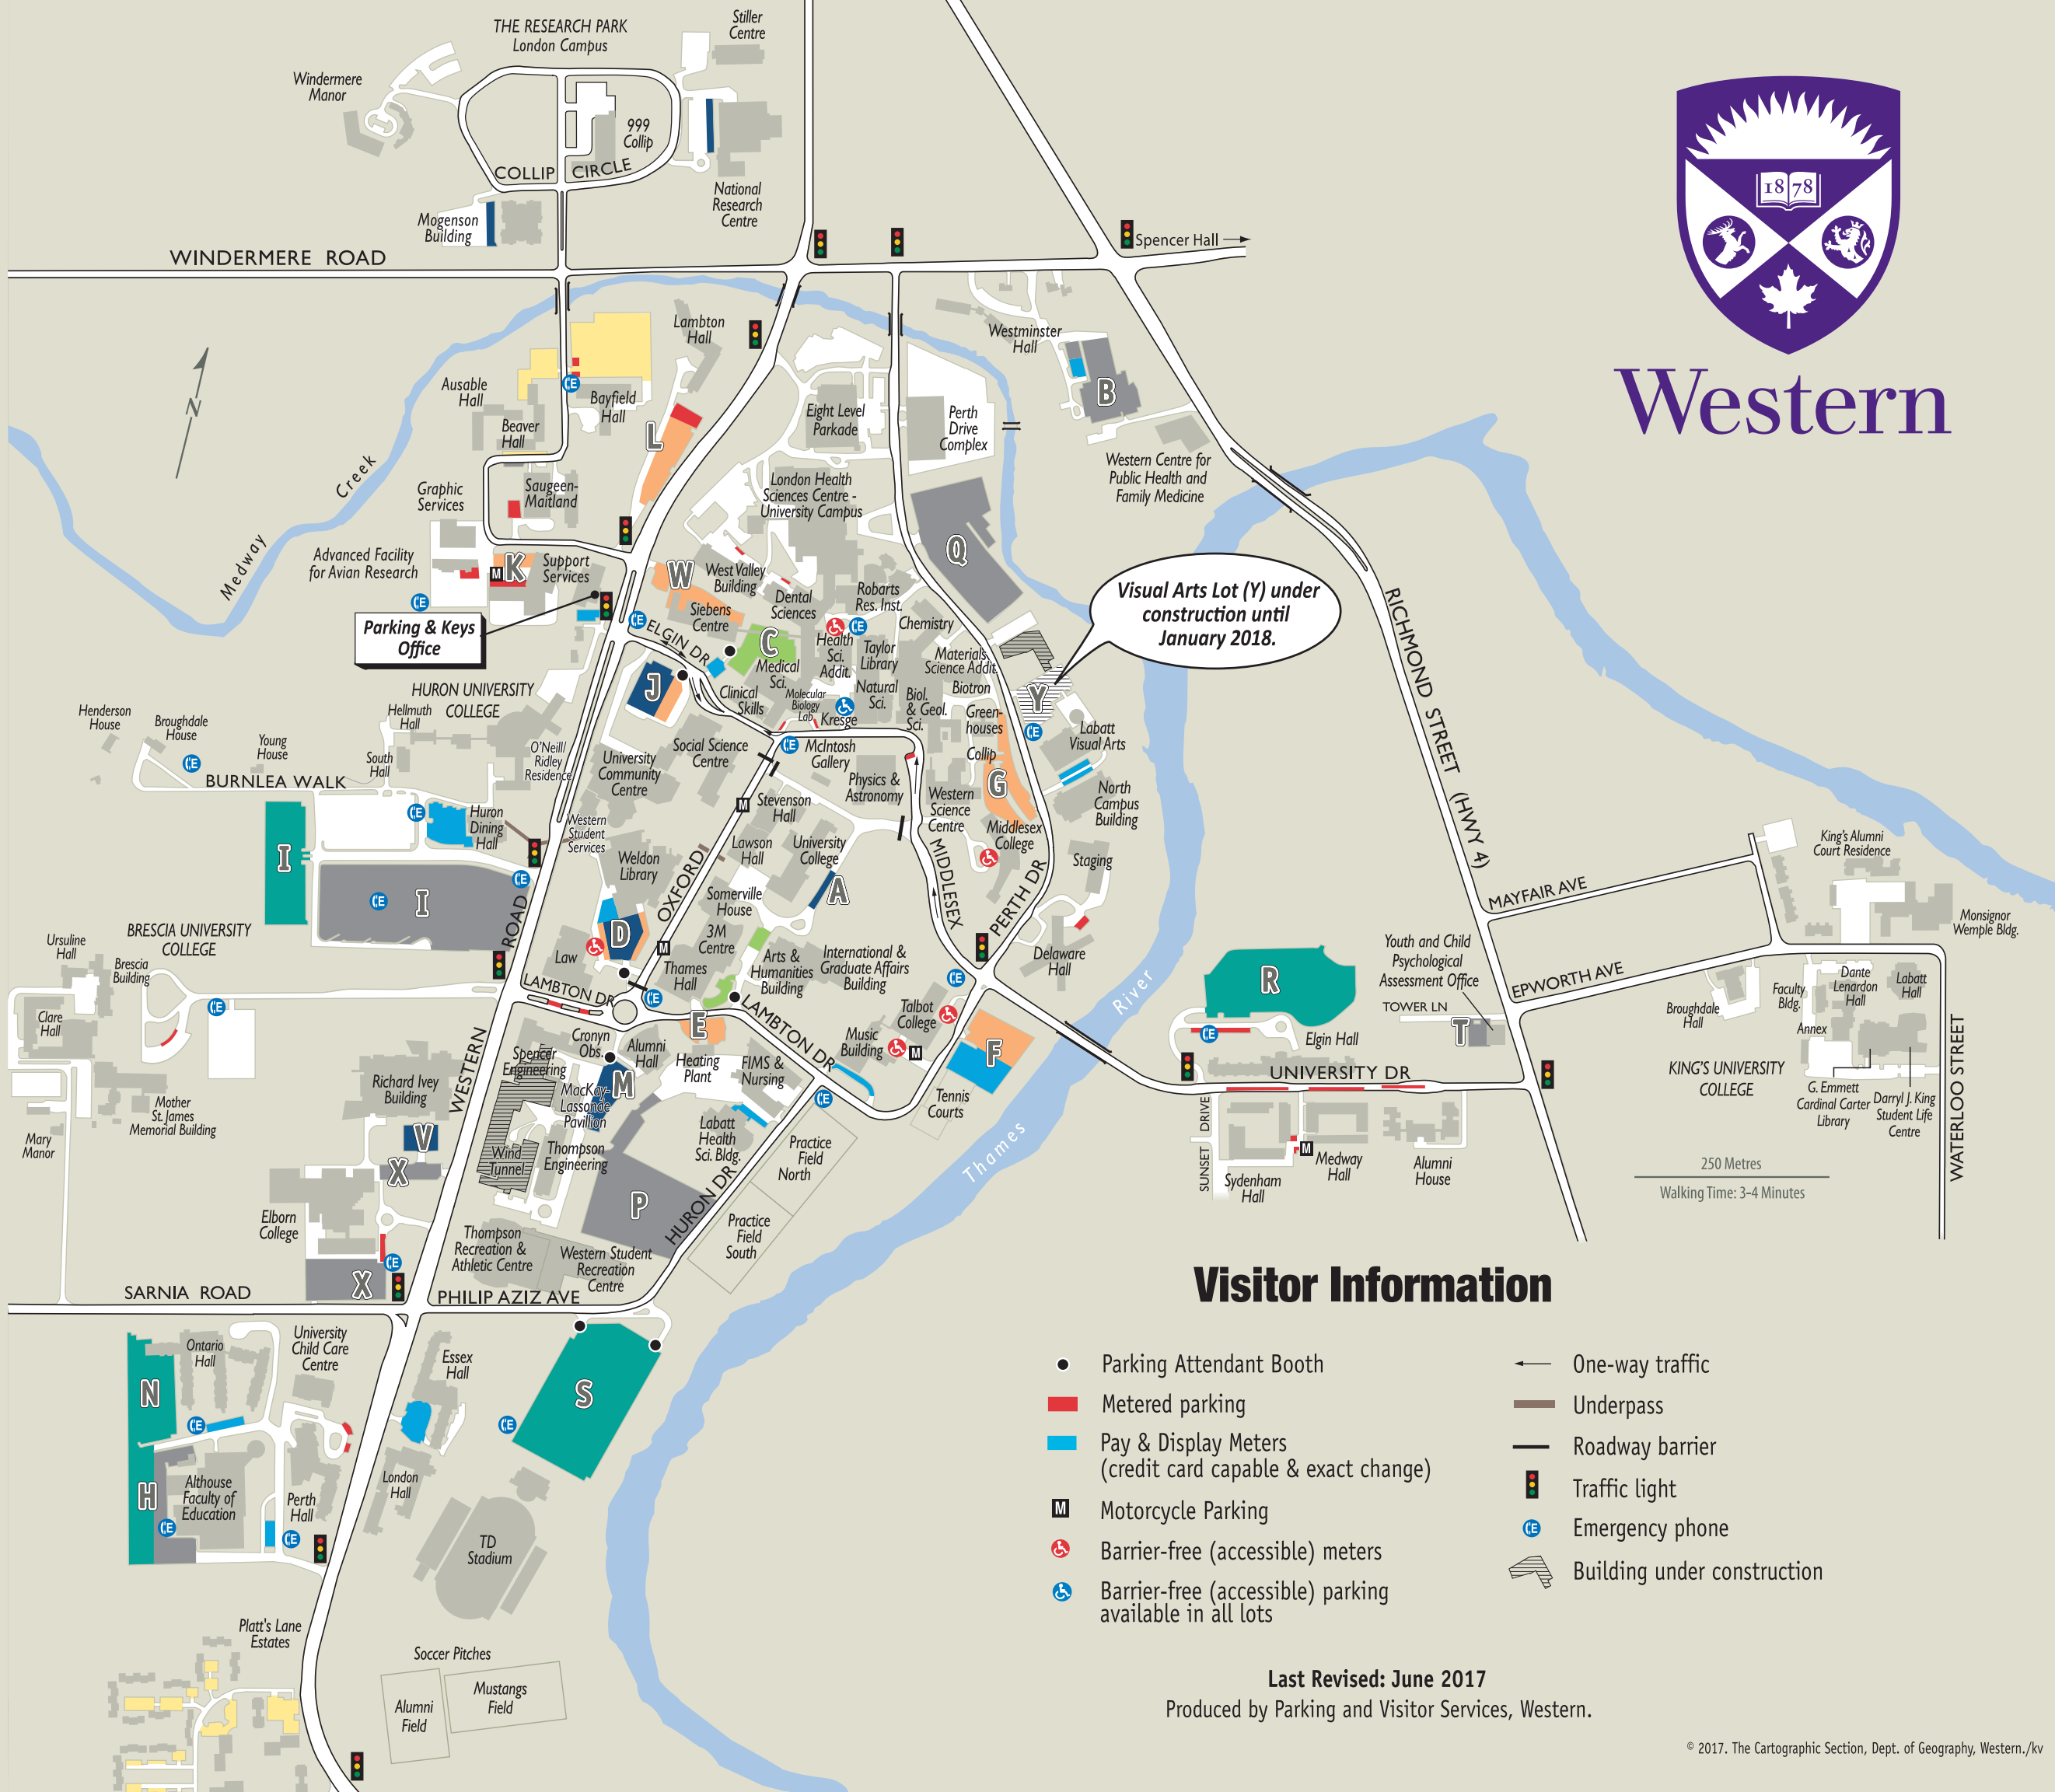 THE RESEARCH PARK
London Campus
Stiller
Centre
Windermere
Manor
999
Collip
COLLIP CIRCLE
National
Research
Centre
Mogenson
Building
WINDERMERE ROAD
Spencer Hall
1878
Western
Lambton
Hall
Westminster
Hall
B
N
Ausable
Hall
Bayfield
Hall
Eight Level
Parkade
Perth
Drive
Complex
Beaver
Hall
L
Western Centre for
Public Health and
Family Medicine
Creek
Medway
Graphic
Services
Saugeen-
Maitland
London Health
Sciences Centre -
University Campus
Q
Advanced Facility
for Avian Research
M
K
Support
Services
W
West Valley
Building
Siebens
Centre
Dental
Sciences
Robarts
Res. Inst.
Chemistry
Visual Arts Lot (Y) under
construction until
January 2018.
Parking & Keys
Office
ELGIN DR
C
Health
Sci.
Addit.
Taylor
Library
Materials
Science Addit.
Medical
Sci.
J
Clinical
Skills
Molecular
Biology
Lab
Kresge
Natural
Sci.
Biol.
& Geol.
Sci.
Biotron
Green-
houses
Y
RICHMOND STREET (HWY 4)
HURON UNIVERSITY
COLLEGE
Henderson
House
Broughdale
House
Young
House
Hellmuth
Hall
South
Hall
O'Neill/
Ridley
Residence
University
Community
Centre
Social Science
Centre
McIntosh
Gallery
Collip
Labatt
Visual Arts
BURNLEA WALK
Physics &
Astronomy
G
North
Campus
Building
M
Stevenson
Hall
Western
Science
Centre
Huron
Dining
Hall
Western
Student
Services
Lawson
Hall
University
College
Middlesex
College
I
I
Weldon
Library
OXFORD
MIDDLESEX
PERTH DR
Staging
A
Somerville
House
D
MAYFAIR AVE
King's Alumni
Court Residence
Monsignor
Wemple Bldg.
BRESCIA UNIVERSITY
COLLEGE
Ursuline
Hall
Brescia
Building
ROAD
Law
M
3M
Centre
Thames
Hall
Arts &
Humanities
Building
International &
Graduate Affairs
Building
Delaware
Hall
R
Youth and Child
Psychological
Assessment Office
EPWORTH AVE
TOWER LN
T
Faculty
Bldg.
Dante
Lenardon
Hall
Labatt
Hall
Broughdale
Hall
Annex
LAMBTON DR
River
Clare
Hall
E
LAMBTON DR
Talbot
College
Music
Building
M
F
Elgin Hall
Cronyn
Obs.
Alumni
Hall
Heating
Plant
FIMS &
Nursing
Spencer
Engineering
WESTERN
Richard Ivey
Building
MacKay-
Lassonde
Pavilion
M
UNIVERSITY DR
KING'S UNIVERSITY
COLLEGE
G. Emmett
Cardinal Carter
Library
Darryl J. King
Student Life
Centre
WATERLOO STREET
Tennis
Courts
Mother
St. James
Memorial Building
Mary
Manor
V
X
Wind
Tunnel
Thompson
Engineering
Labatt
Health
Sci. Bldg.
Practice
Field
North
Thames
SUNSET DRIVE
M
Sydenham
Hall
Medway
Hall
Alumni
House
250 Metres
Walking Time: 3-4 Minutes
P
HURON DR
Practice
Field
South
Elborn
College
Thompson
Recreation &
Athletic Centre
Western Student
Recreation
Centre
X
SARNIA ROAD
PHILIP AZIZ AVE
Ontario
Hall
University
Child Care
Centre
Essex
Hall
N
S
H
Althouse
Faculty of
Education
Perth
Hall
London
Hall
TD
Stadium
Platt's Lane
Estates
Soccer Pitches
Alumni
Field
Mustangs
Field
Visitor Information
Parking Attendant Booth
Metered parking
Pay & Display Meters
(credit card capable & exact change)
M Motorcycle Parking
Barrier-free (accessible) meters
Barrier-free (accessible) parking
available in all lots
One-way traffic
Underpass
Roadway barrier
Traffic light
Emergency phone
Building under construction
Last Revised: June 2017
Produced by Parking and Visitor Services, Western.
© 2017. The Cartographic Section, Dept. of Geography, Western./kv